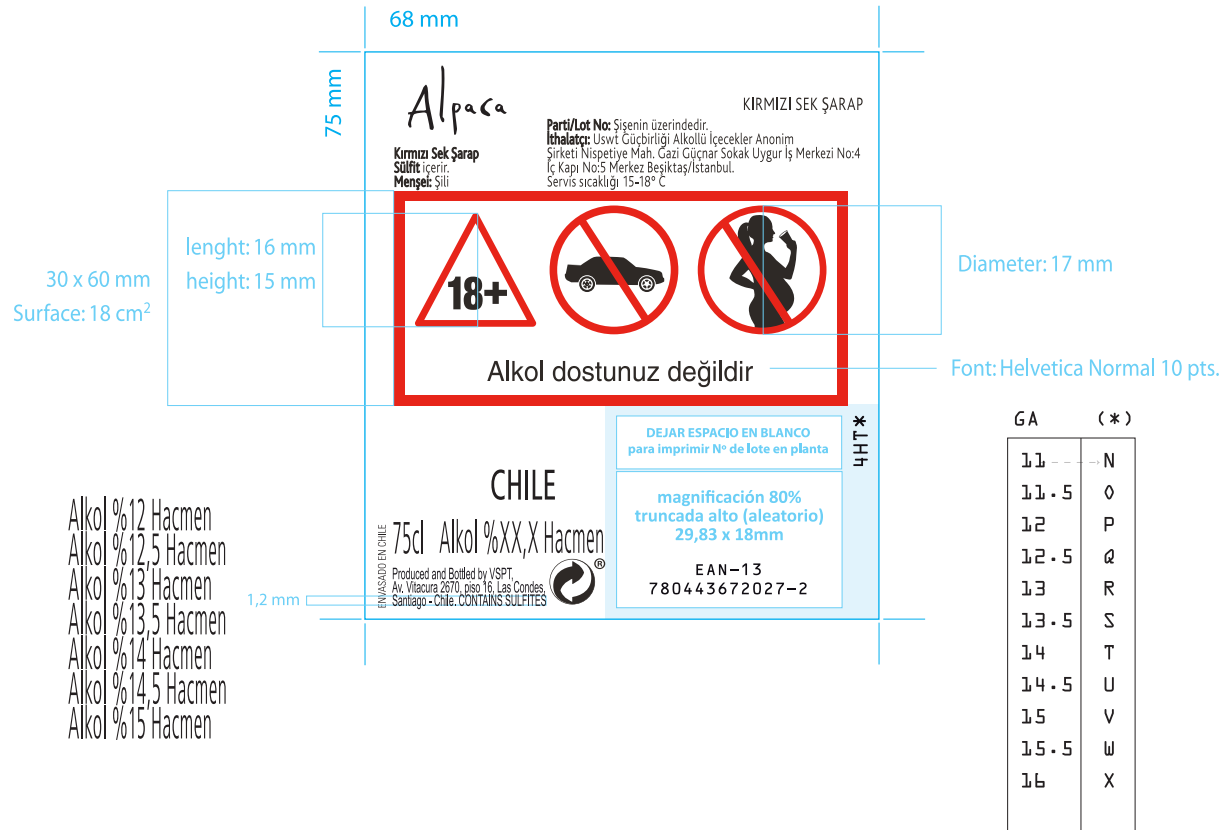 68 mm
75 mm
Alpaca
KIRMIZI SEK ŞARAP
Kırmızı Sek Şarap
Sülfit içerir.
Menşei: Şili
Parti/Lot No: Şişenin üzerindedir.
İthalatçı: Uswt Güçbirliği Alkollü İçecekler Anonim
Şirketi Nispetiye Mah. Gazi Güçnar Sokak Uygur İş Merkezi No:4
İç Kapı No:5 Merkez Beşiktaş/İstanbul.
Servis sıcaklığı 15-18° C
30 x 60 mm
Surface: 18 cm²
lenght: 16 mm
height: 15 mm
18+
Diameter: 17 mm
Alkol dostunuz değildir
Font: Helvetica Normal 10 pts.
DEJAR ESPACIO EN BLANCO
para imprimir Nº de lote en planta
4HT*
magnificación 80%
truncada alto (aleatorio)
29,83 x 18mm
EAN-13
780443672027-2
CHILE
75cl Alkol %XX,X Hacmen
ENVASADO EN CHILE
Produced and Bottled by VSPT,
Av. Vitacura 2670, piso 16, Las Condes,
Santiago - Chile. CONTAINS SULFITES
®
1,2 mm
Alkol %12 Hacmen
Alkol %12,5 Hacmen
Alkol %13 Hacmen
Alkol %13,5 Hacmen
Alkol %14 Hacmen
Alkol %14,5 Hacmen
Alkol %15 Hacmen
GA (*)
11 N
11.5 O
12 P
12.5 Q
13 R
13.5 S
14 T
14.5 U
15 V
15.5 W
16 X